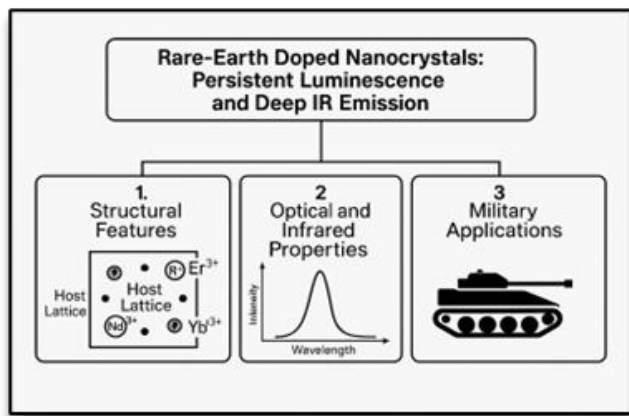 Rare-Earth Doped Nanocrystals:
Persistent Luminescence
and Deep IR Emission
1.
Structural
Features
R⁺ Er³⁺
Host
Lattice
Host
Lattice
Nd³⁺
Yb³⁺
2
Optical and
Infrared
Properties
Intensity
Wavelength
3
Military
Applications